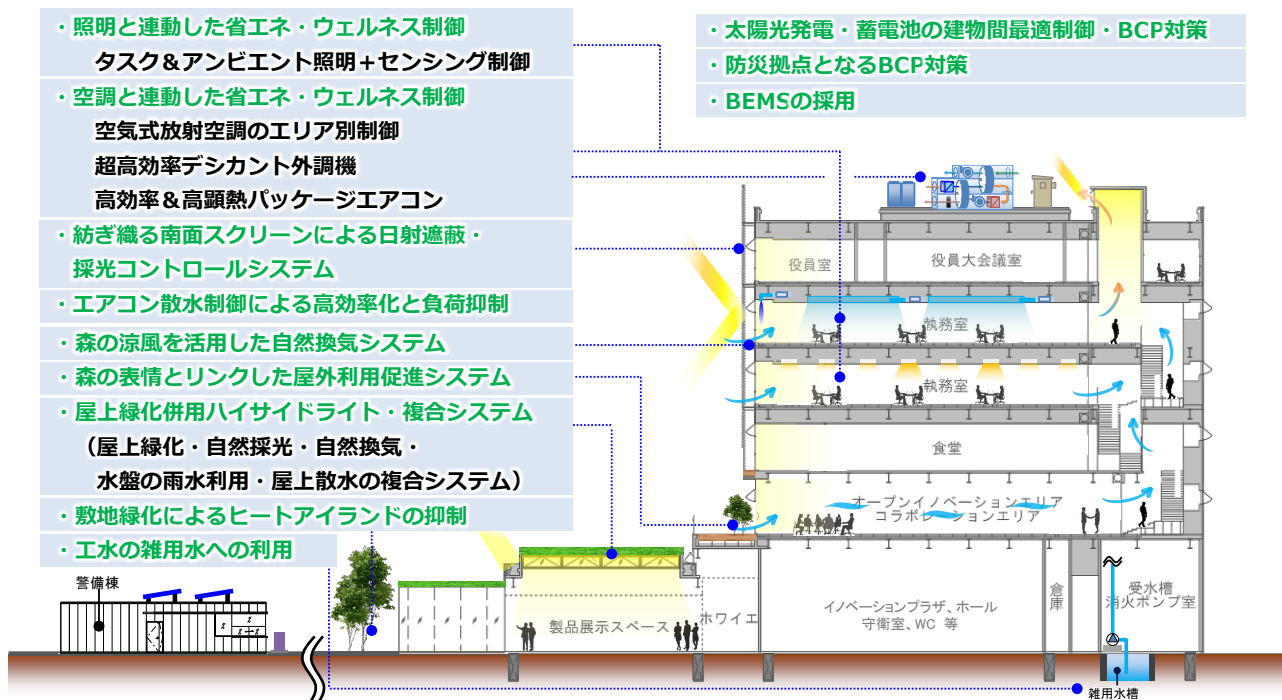 ・照明と連動した省エネ・ウェルネス制御
タスク＆アンビエント照明＋センシング制御
・空調と連動した省エネ・ウェルネス制御
空気式放射空調のエリア別制御
超高効率デシカント外調機
高効率＆高顕熱パッケージエアコン
・紡ぎ織る南面スクリーンによる日射遮蔽・
採光コントロールシステム
・エアコン散水制御による高効率化と負荷抑制
・森の涼風を活用した自然換気システム
・森の表情とリンクした屋外利用促進システム
・屋上緑化併用ハイサイドライト・複合システム
（屋上緑化・自然採光・自然換気・
水盤の雨水利用・屋上散水の複合システム）
・敷地緑化によるヒートアイランドの抑制
・工水の雑用水への利用
・太陽光発電・蓄電池の建物間最適制御・BCP対策
・防災拠点となるBCP対策
・BEMSの採用
役員室
役員大会議室
執務室
執務室
食堂
オープンイノベーションエリア
コラボレーションエリア
警備棟
製品展示スペース
ホワイエ
イノベーションプラザ、ホール
守衛室、WC 等
倉庫
受水槽
消火ポンプ室
雑用水槽